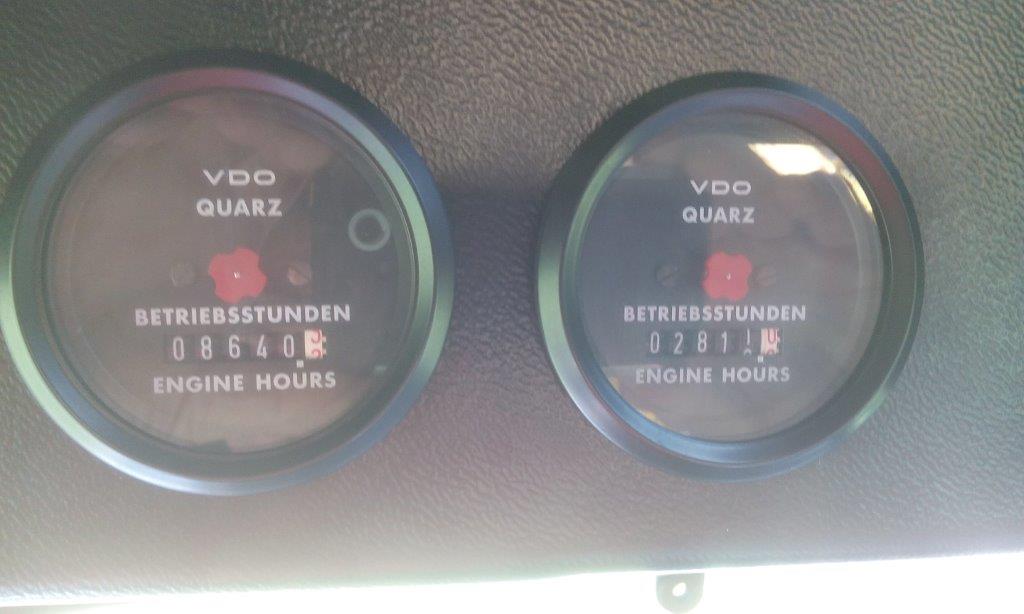 VDO
QUARZ
BETRIEBSSTUNDEN
08640
ENGINE HOURS
VDO
QUARZ
BETRIEBSSTUNDEN
0281
ENGINE HOURS